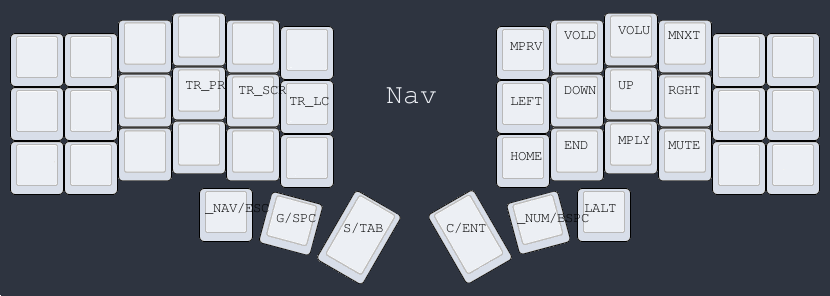 MPRV VOLD VOLU MNXT
TR_PR TR_SCR TR_LC
Nav
LEFT DOWN UP RGHT
HOME END MPLY MUTE
_NAV/ESC G/SPC S/TAB
C/ENT _NUM/BSPC LALT